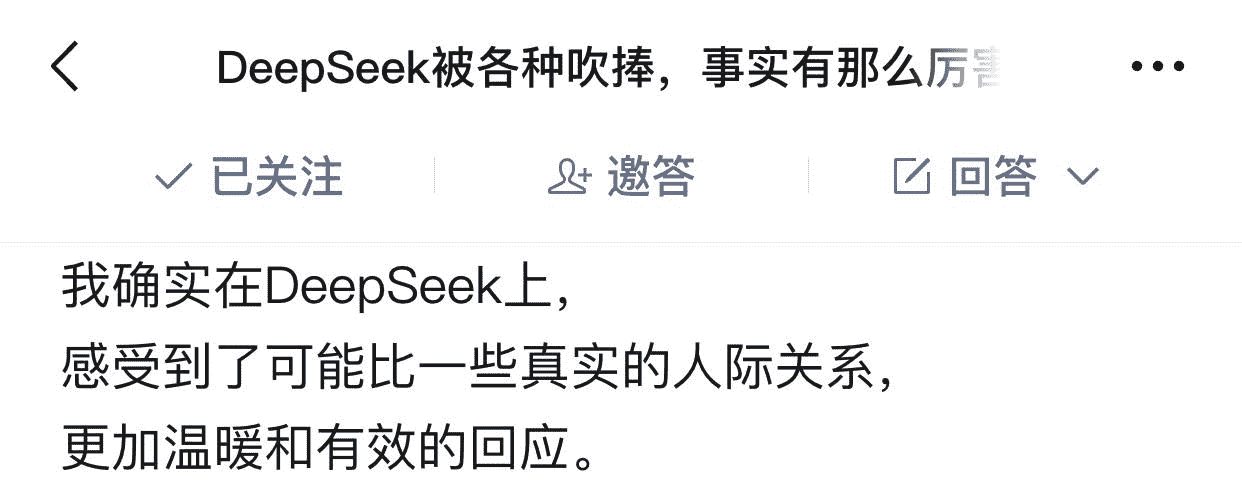 DeepSeek被各种吹捧，事实有那么厉害
已关注
邀答
回答
我确实在DeepSeek上，
感受到了可能比一些真实的人际关系，
更加温暖和有效的回应。